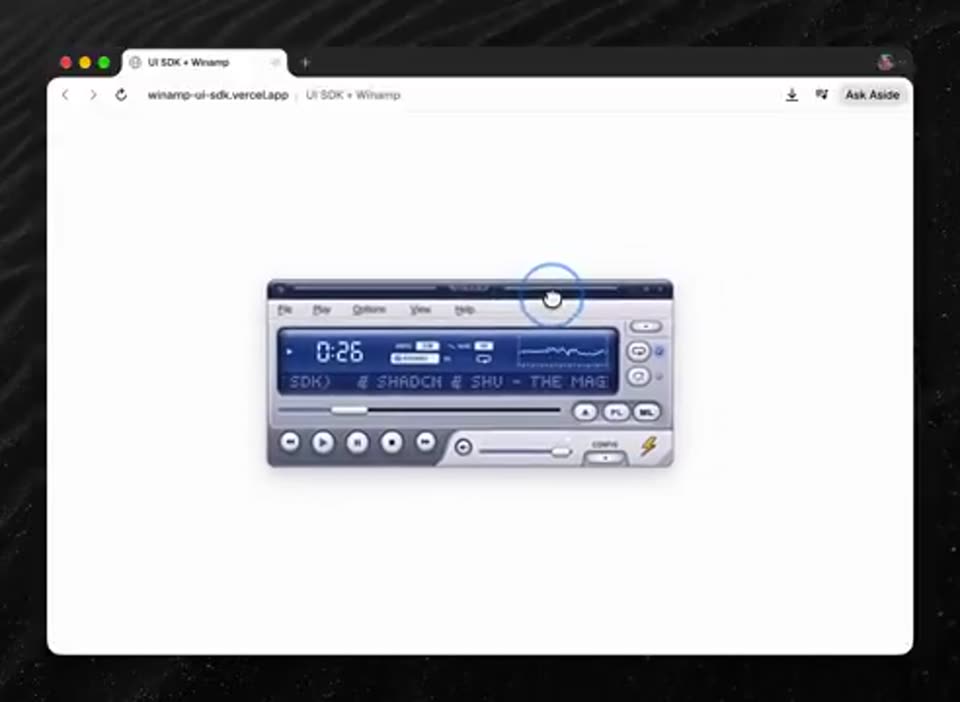 UI SDK + Winamp
winamp-ui-sdk.vercel.app UI SDK + Winamp
Ask Aside
File Play Options View Help
0:26
SDK) & SHADCN & SHU - THE MAG
PL ML
CONFIG